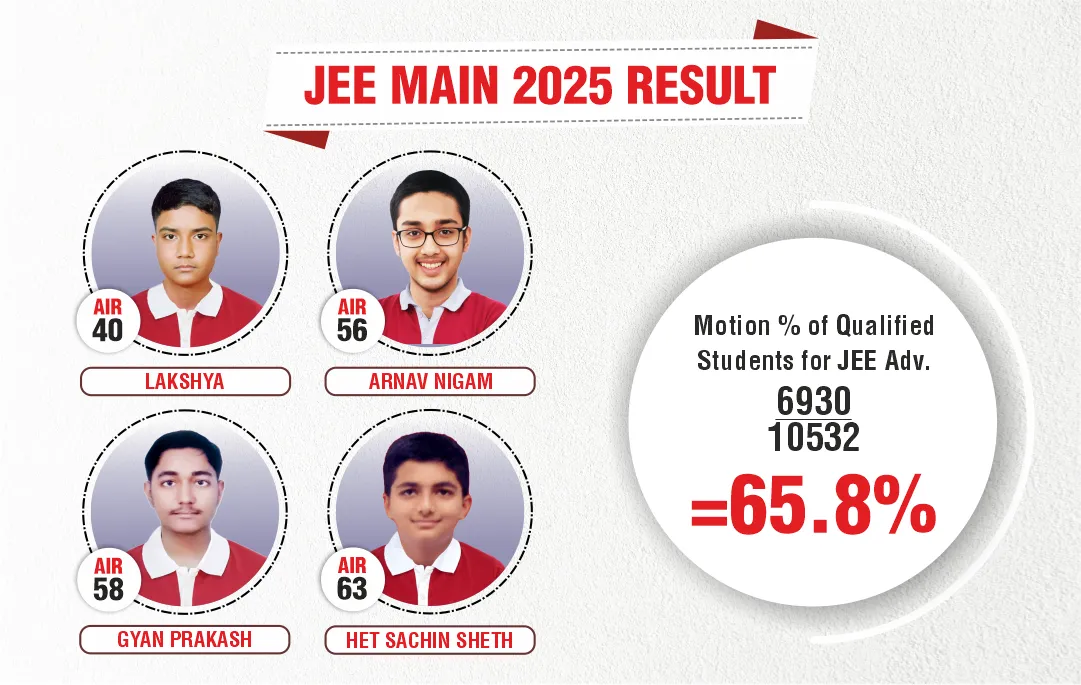 JEE MAIN 2025 RESULT
AIR
40
LAKSHYA
AIR
56
ARNAV NIGAM
AIR
58
GYAN PRAKASH
AIR
63
HET SACHIN SHETH
Motion % of Qualified
Students for JEE Adv.
6930
10532
=65.8%